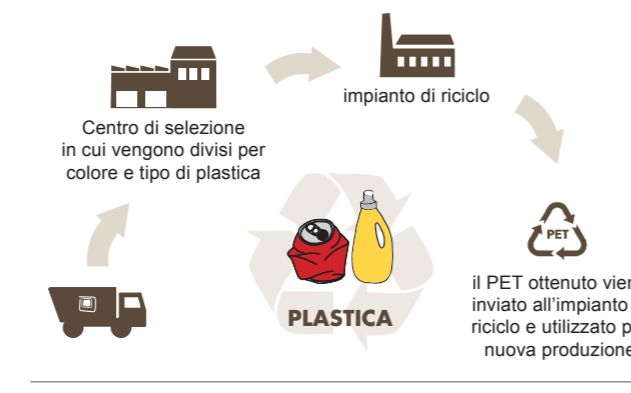 impianto di riciclo
Centro di selezione
in cui vengono divisi per
colore e tipo di plastica
PET
PLASTICA
il PET ottenuto vien
inviato all'impianto
riciclo e utilizzato p
nuova produzione